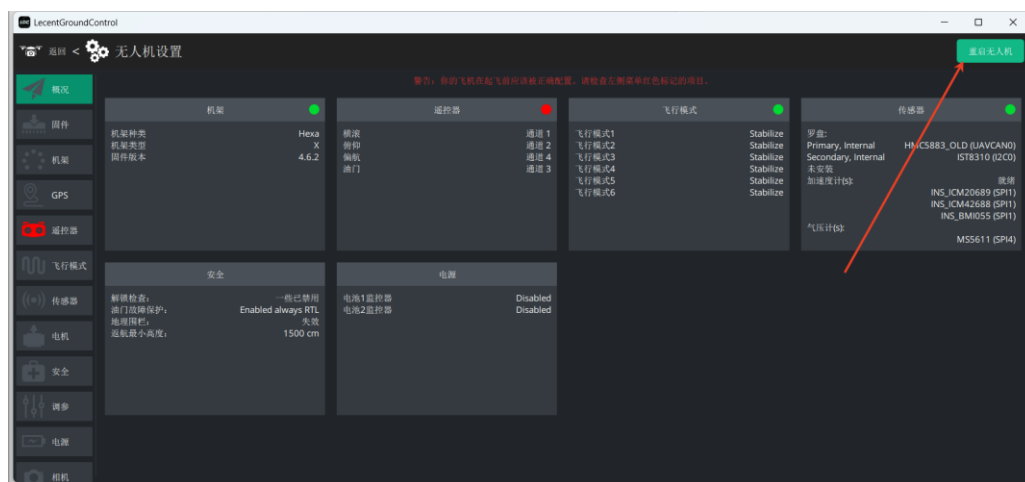 LecentGroundControl
返回 < 无人机设置
重启无人机
警告：你的飞机在起飞前应该被正确配置。请检查左侧菜单红色标记的项目。
概况
固件
机架
GPS
遥控器
飞行模式
传感器
电机
安全
调参
电源
相机
机架
机架种类 Hexa
机架类型 X
固件版本 4.6.2
遥控器
横滚 通道 1
俯仰 通道 2
偏航 通道 4
油门 通道 3
飞行模式
飞行模式1 Stabilize
飞行模式2 Stabilize
飞行模式3 Stabilize
飞行模式4 Stabilize
飞行模式5 Stabilize
飞行模式6 Stabilize
传感器
罗盘:
Primary, Internal HMC5883_OLD (UAVCAN0)
Secondary, Internal IST8310 (I2C0)
未安装
加速度计(s): 就绪
INS_ICM20689 (SPI1)
INS_ICM42688 (SPI1)
INS_BMI055 (SPI1)
气压计(s):
MS5611 (SPI4)
安全
解锁检查: 一些已禁用
油门故障保护: Enabled always RTL
地理围栏: 失效
返航最小高度: 1500 cm
电源
电池1监控器 Disabled
电池2监控器 Disabled